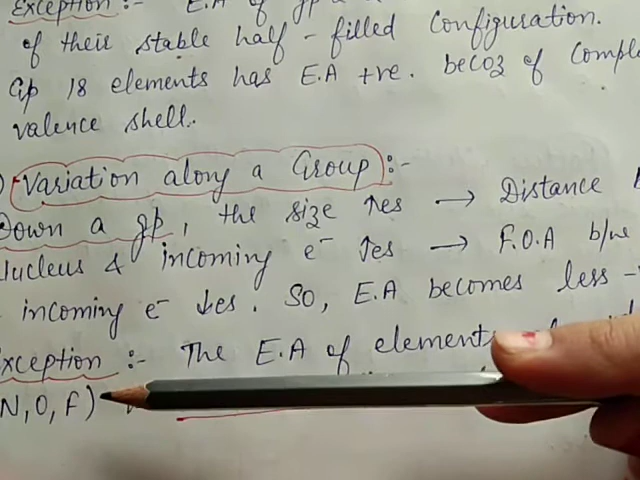 Exception :- E.A of gp
of their stable half-filled Configuration.
Gp 18 elements has E.A +ve. becoz of Comple
valence shell.
) Variation along a Group :-
Down a gp, the size ↑es → Distance b
Nucleus & incoming e⁻ ↑es → F.O.A b/w
incoming e⁻ ↓es. So, E.A becomes less -
Exception :- The E.A of elements
N, O, F)